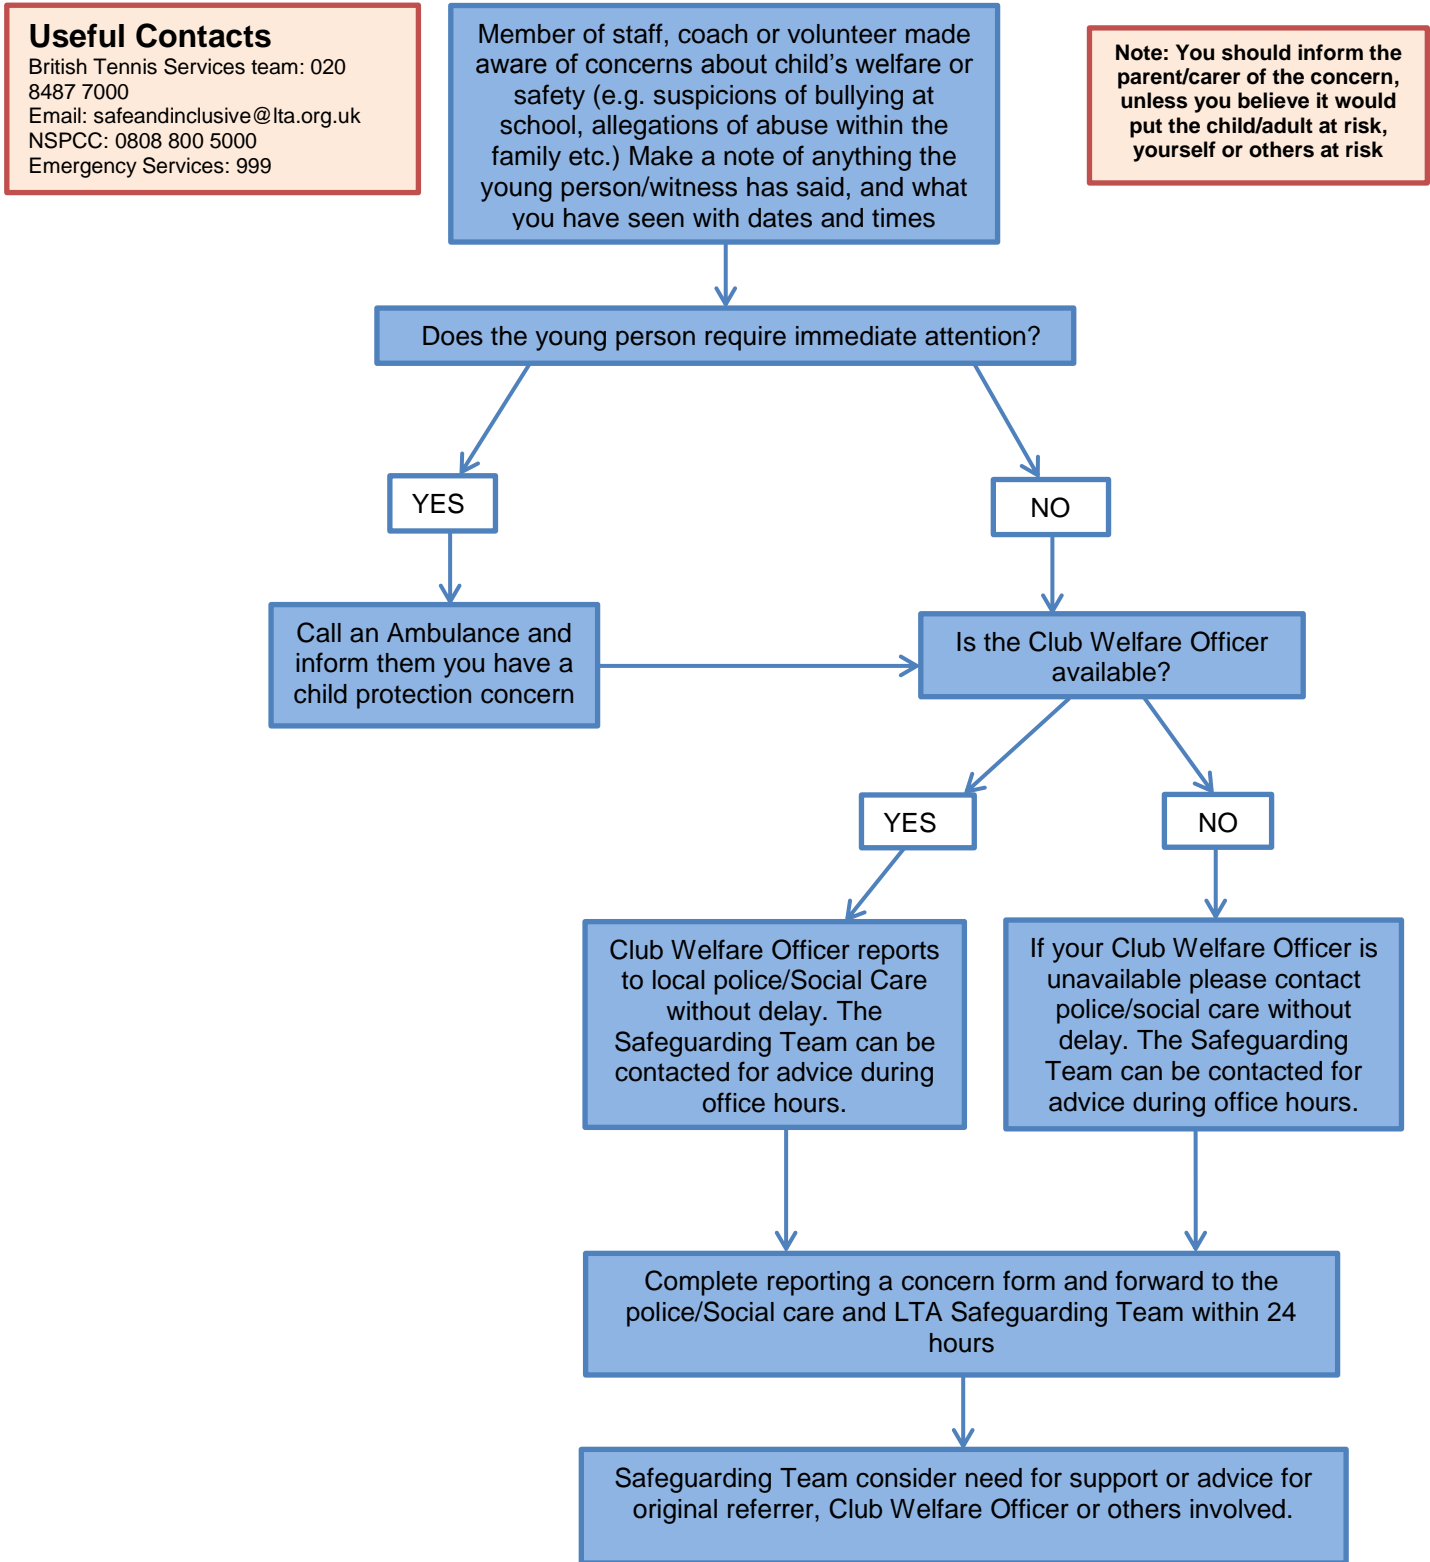 Useful Contacts
British Tennis Services team: 020
8487 7000
Email: safeandinclusive@lta.org.uk
NSPCC: 0808 800 5000
Emergency Services: 999
Member of staff, coach or volunteer made
aware of concerns about child’s welfare or
safety (e.g. suspicions of bullying at
school, allegations of abuse within the
family etc.) Make a note of anything the
young person/witness has said, and what
you have seen with dates and times
Note: You should inform the
parent/carer of the concern,
unless you believe it would
put the child/adult at risk,
yourself or others at risk
Does the young person require immediate attention?
YES
NO
Call an Ambulance and
inform them you have a
child protection concern
Is the Club Welfare Officer
available?
YES
NO
Club Welfare Officer reports
to local police/Social Care
without delay. The
Safeguarding Team can be
contacted for advice during
office hours.
If your Club Welfare Officer is
unavailable please contact
police/social care without
delay. The Safeguarding
Team can be contacted for
advice during office hours.
Complete reporting a concern form and forward to the
police/Social care and LTA Safeguarding Team within 24
hours
Safeguarding Team consider need for support or advice for
original referrer, Club Welfare Officer or others involved.